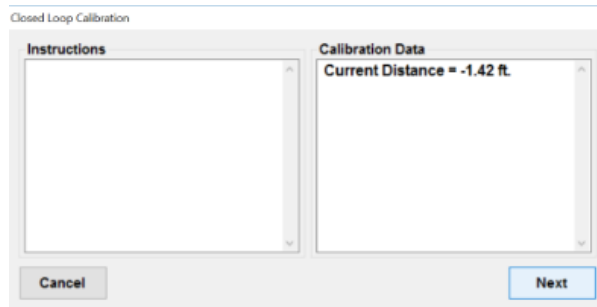 Closed Loop Calibration
Instructions
Calibration Data
Current Distance = -1.42 ft.
Cancel
Next